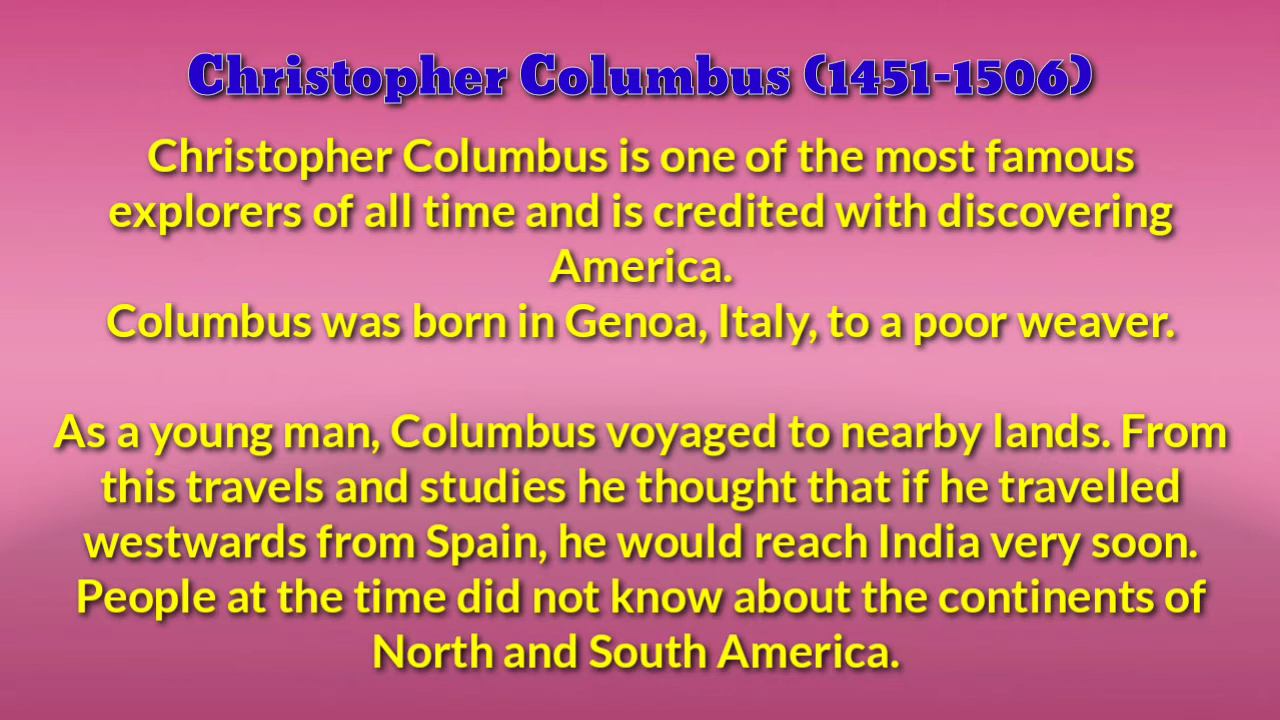 Christopher Columbus (1451-1506)
Christopher Columbus is one of the most famous
explorers of all time and is credited with discovering
America.
Columbus was born in Genoa, Italy, to a poor weaver.
As a young man, Columbus voyaged to nearby lands. From
this travels and studies he thought that if he travelled
westwards from Spain, he would reach India very soon.
People at the time did not know about the continents of
North and South America.